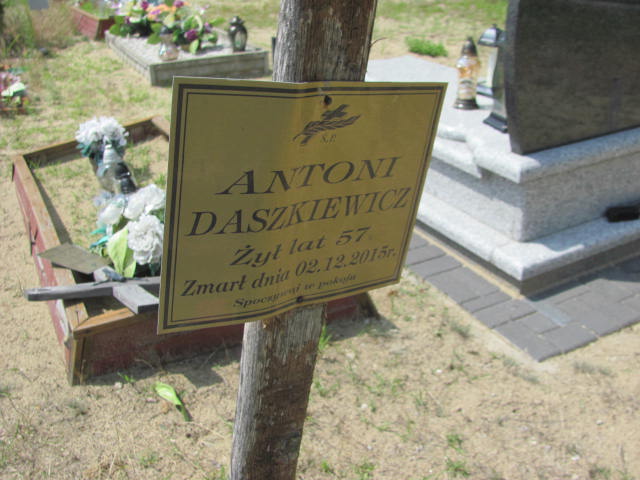 Ś.P.
ANTONI
DASZKIEWICZ
Żył lat 57
Zmarł dnia 02.12.2015r.
Spoczywaj w pokoju